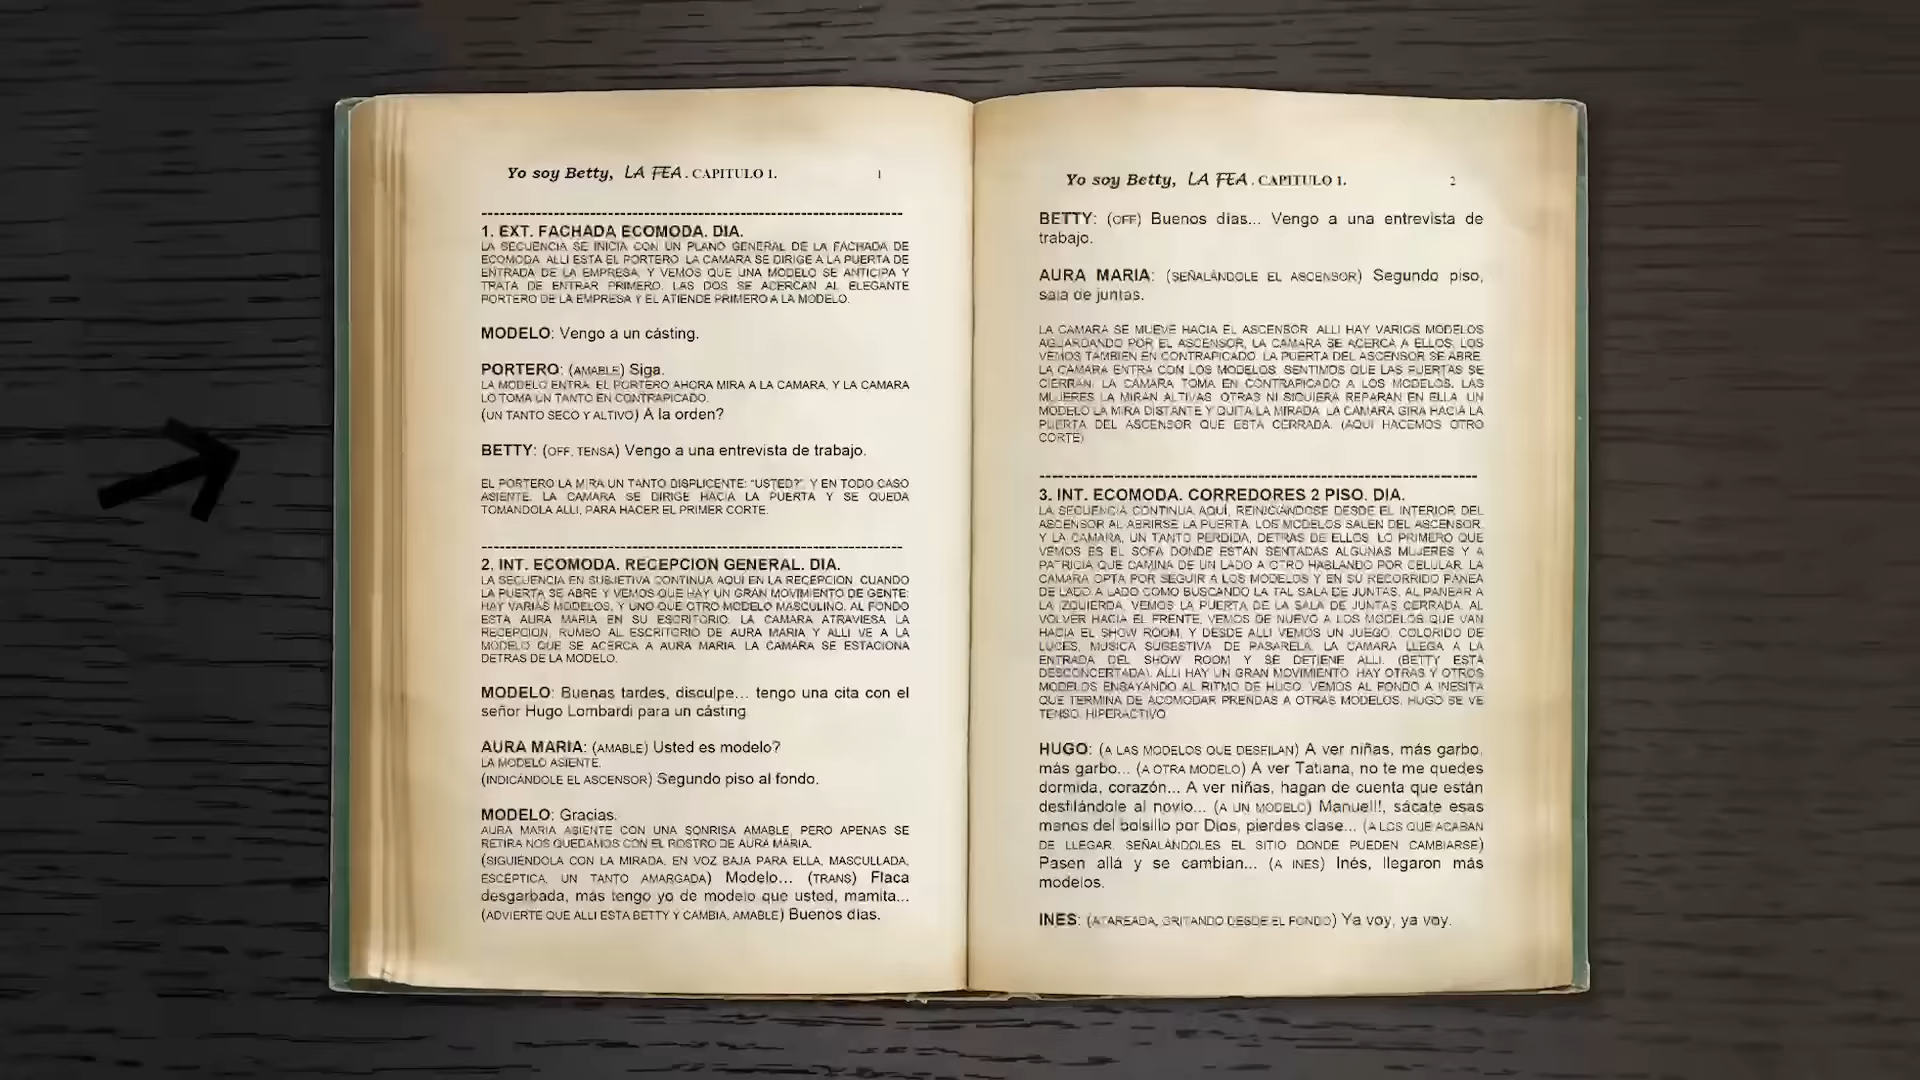 Yo soy Betty, LA FEA. CAPITULO 1. 1
1. EXT. FACHADA ECOMODA. DIA.
LA SECUENCIA SE INICIA CON UN PLANO GENERAL DE LA FACHADA DE
ECOMODA. ALLI ESTA EL PORTERO. LA CAMARA SE DIRIGE A LA PUERTA DE
ENTRADA DE LA EMPRESA, Y VEMOS QUE UNA MODELO SE ANTICIPA Y
TRATA DE ENTRAR PRIMERO. LAS DOS SE ACERCAN AL ELEGANTE
PORTERO DE LA EMPRESA Y EL ATIENDE PRIMERO A LA MODELO.
MODELO: Vengo a un cásting.
PORTERO: (AMABLE) Siga.
LA MODELO ENTRA. EL PORTERO AHORA MIRA A LA CAMARA, Y LA CAMARA
LO TOMA UN TANTO EN CONTRAPICADO.
(UN TANTO SECO Y ALTIVO) A la orden?
BETTY: (OFF. TENSA) Vengo a una entrevista de trabajo.
EL PORTERO LA MIRA UN TANTO DISPLICENTE: "USTED?". Y EN TODO CASO
ASIENTE. LA CAMARA SE DIRIGE HACIA LA PUERTA Y SE QUEDA
TOMANDOLA ALLI, PARA HACER EL PRIMER CORTE.
2. INT. ECOMODA. RECEPCION GENERAL. DIA.
LA SECUENCIA EN SUBJETIVA CONTINUA AQUI EN LA RECEPCION. CUANDO
LA PUERTA SE ABRE Y VEMOS QUE HAY UN GRAN MOVIMIENTO DE GENTE:
HAY VARIAS MODELOS, Y UNO QUE OTRO MODELO MASCULINO. AL FONDO
ESTA AURA MARIA EN SU ESCRITORIO. LA CAMARA ATRAVIESA LA
RECEPCION, RUMBO AL ESCRITORIO DE AURA MARIA Y ALLI VE A LA
MODELO QUE SE ACERCA A AURA MARIA. LA CAMARA SE ESTACIONA
DETRAS DE LA MODELO.
MODELO: Buenas tardes, disculpe... tengo una cita con el
señor Hugo Lombardi para un cásting.
AURA MARIA: (AMABLE) Usted es modelo?
LA MODELO ASIENTE.
(INDICÁNDOLE EL ASCENSOR) Segundo piso al fondo.
MODELO: Gracias.
AURA MARIA ASIENTE CON UNA SONRISA AMABLE, PERO APENAS SE
RETIRA NOS QUEDAMOS CON EL ROSTRO DE AURA MARIA.
(SIGUIÉNDOLA CON LA MIRADA, EN VOZ BAJA PARA ELLA, MASCULLADA,
ESCÉPTICA, UN TANTO AMARGADA) Modelo... (TRANS) Flaca
desgarbada, más tengo yo de modelo que usted, mamita...
(ADVIERTE QUE ALLI ESTA BETTY Y CAMBIA, AMABLE) Buenos días.
Yo soy Betty, LA FEA. CAPITULO 1. 2
BETTY: (OFF) Buenos días... Vengo a una entrevista de
trabajo.
AURA MARIA: (SEÑALÁNDOLE EL ASCENSOR) Segundo piso,
sala de juntas.
LA CAMARA SE MUEVE HACIA EL ASCENSOR. ALLI HAY VARIOS MODELOS
AGUARDANDO POR EL ASCENSOR, LA CAMARA SE ACERCA A ELLOS, LOS
VEMOS TAMBIEN EN CONTRAPICADO. LA PUERTA DEL ASCENSOR SE ABRE.
LA CAMARA ENTRA CON LOS MODELOS. SENTIMOS QUE LAS PUERTAS SE
CIERRAN. LA CAMARA TOMA EN CONTRAPICADO A LOS MODELOS. LAS
MUJERES LA MIRAN ALTIVAS. OTRAS NI SIQUIERA REPARAN EN ELLA. UN
MODELO LA MIRA DISTANTE Y QUITA LA MIRADA. LA CAMARA GIRA HACIA LA
PUERTA DEL ASCENSOR QUE ESTA CERRADA. (AQUI HACEMOS OTRO
CORTE)
3. INT. ECOMODA. CORREDORES 2 PISO. DIA.
LA SECUENCIA CONTINUA AQUÍ, REINICIANDOSE DESDE EL INTERIOR DEL
ASCENSOR AL ABRIRSE LA PUERTA. LOS MODELOS SALEN DEL ASCENSOR.
Y LA CAMARA, UN TANTO PERDIDA, DETRAS DE ELLOS. LO PRIMERO QUE
VEMOS ES EL SOFA DONDE ESTAN SENTADAS ALGUNAS MUJERES Y A
PATRICIA QUE CAMINA DE UN LADO A OTRO HABLANDO POR CELULAR. LA
CAMARA OPTA POR SEGUIR A LOS MODELOS Y EN SU RECORRIDO PANEA
DE LADO A LADO COMO BUSCANDO LA TAL SALA DE JUNTAS. AL PANEAR A
LA IZQUIERDA, VEMOS LA PUERTA DE LA SALA DE JUNTAS CERRADA. AL
VOLVER HACIA EL FRENTE, VEMOS DE NUEVO A LOS MODELOS QUE VAN
HACIA EL SHOW ROOM, Y DESDE ALLI VEMOS UN JUEGO COLORIDO DE
LUCES, MUSICA SUGESTIVA DE PASARELA. LA CAMARA LLEGA A LA
ENTRADA DEL SHOW ROOM Y SE DETIENE ALLI. (BETTY ESTA
DESCONCERTADA). ALLI HAY UN GRAN MOVIMIENTO. HAY OTRAS Y OTROS
MODELOS ENSAYANDO AL RITMO DE HUGO. VEMOS AL FONDO A INESITA
QUE TERMINA DE ACOMODAR PRENDAS A OTRAS MODELOS. HUGO SE VE
TENSO. HIPERACTIVO
HUGO: (A LAS MODELOS QUE DESFILAN) A ver niñas, más garbo,
más garbo... (A OTRA MODELO) A ver Tatiana, no te me quedes
dormida, corazón... A ver niñas, hagan de cuenta que están
desfilándole al novio... (A UN MODELO) Manuel!!, sácate esas
manos del bolsillo por Dios, pierdes clase... (A LOS QUE ACABAN
DE LLEGAR, SEÑALÁNDOLES EL SITIO DONDE PUEDEN CAMBIARSE)
Pasen allá y se cambian... (A INES) Inés, llegaron más
modelos.
INES: (ATAREADA, GRITANDO DESDE EL FONDO) Ya voy, ya voy.